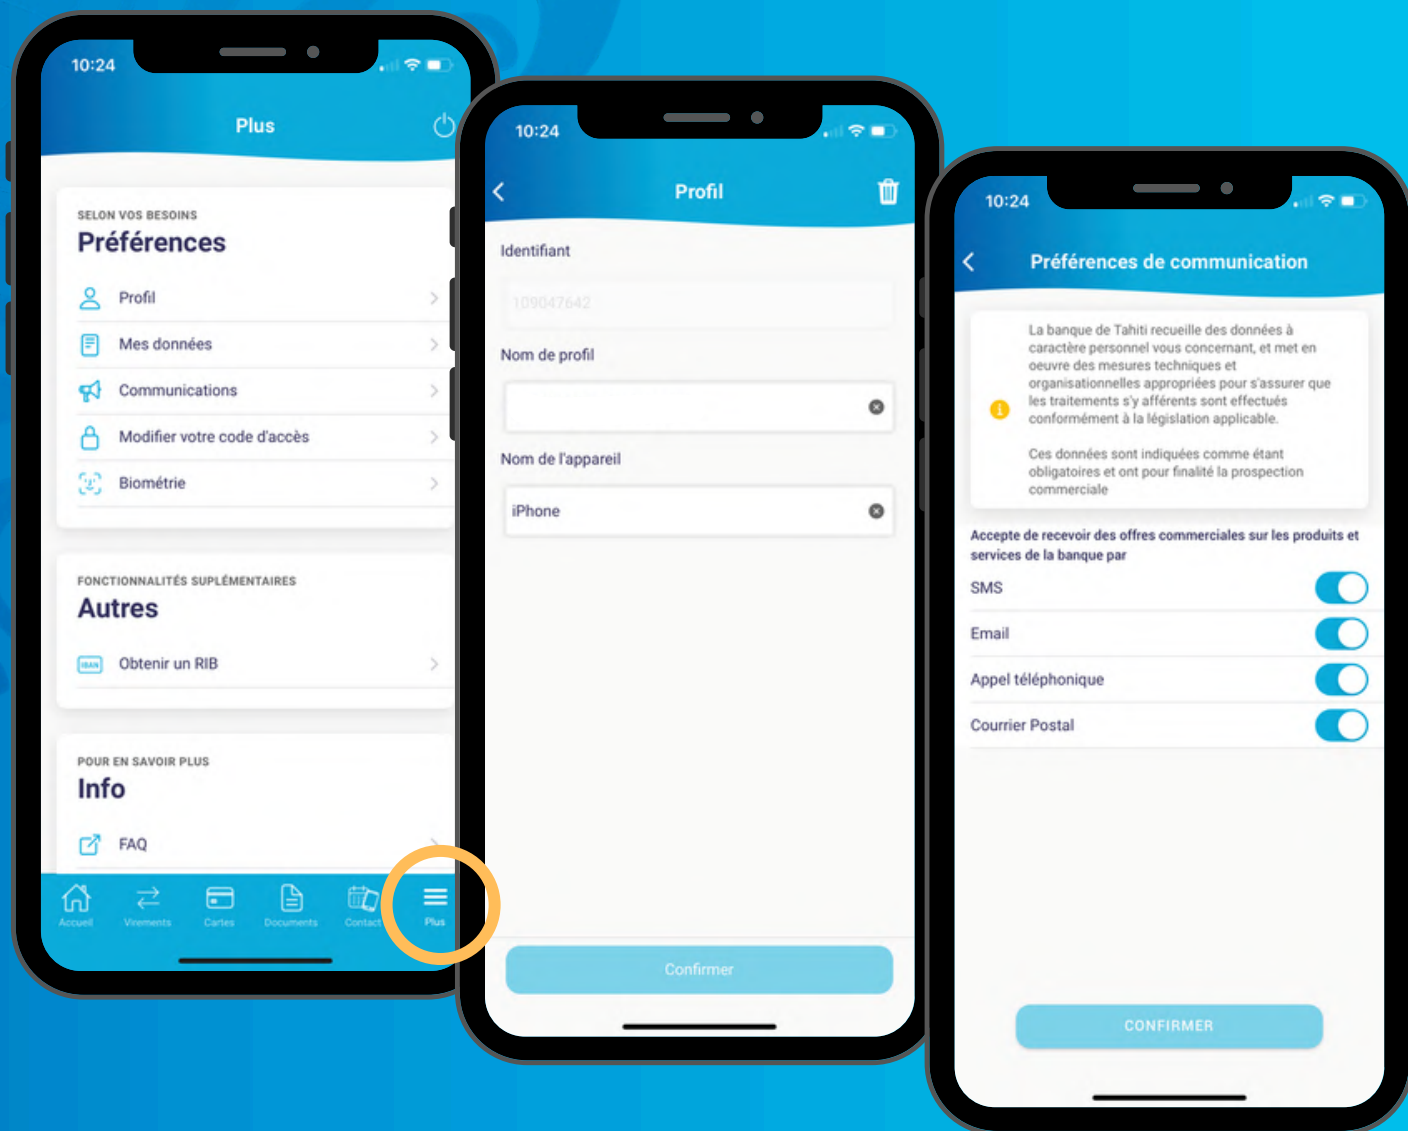 10:24
Plus
SELON VOS BESOINS
Préférences
Profil
Mes données
Communications
Modifier votre code d'accès
Biométrie
FONCTIONNALITÉS SUPLÉMENTAIRES
Autres
IBAN
Obtenir un RIB
POUR EN SAVOIR PLUS
Info
FAQ
Accueil
Virements
Cartes
Documents
Contact
Plus
10:24
Profil
Identifiant
109047642
Nom de profil
Nom de l'appareil
iPhone
Confirmer
10:24
Préférences de communication
La banque de Tahiti recueille des données à
caractère personnel vous concernant, et met en
oeuvre des mesures techniques et
organisationnelles appropriées pour s'assurer que
les traitements s'y afférents sont effectués
conformément à la législation applicable.
Ces données sont indiquées comme étant
obligatoires et ont pour finalité la prospection
commerciale
Accepte de recevoir des offres commerciales sur les produits et
services de la banque par
SMS
Email
Appel téléphonique
Courrier Postal
CONFIRMER